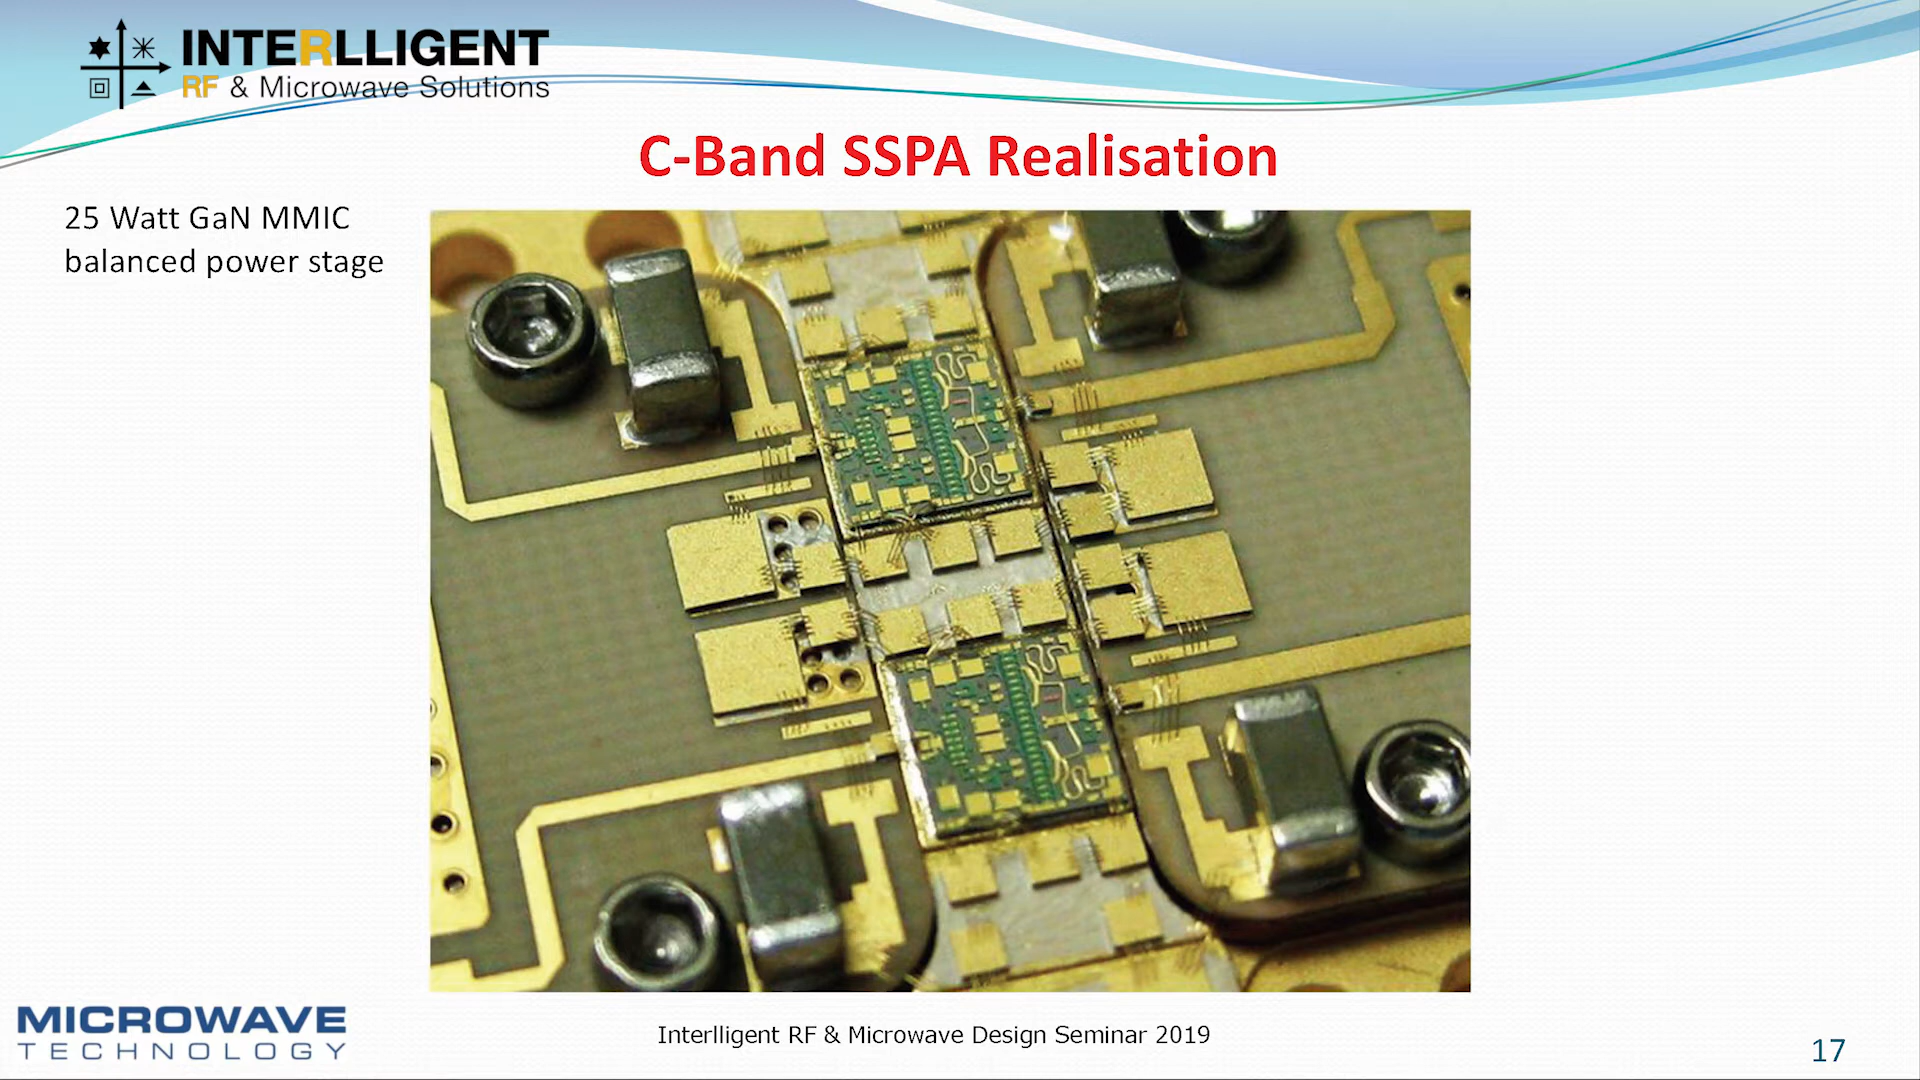 INTERLLIGENT
RF & Microwave Solutions
C-Band SSPA Realisation
25 Watt GaN MMIC
balanced power stage
MICROWAVE
TECHNOLOGY
Interlligent RF & Microwave Design Seminar 2019
17